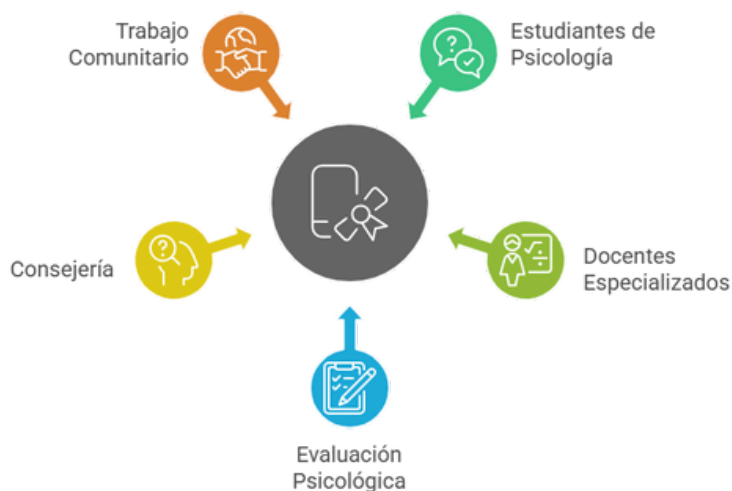 Trabajo
Comunitario
Estudiantes de
Psicología
Consejería
Docentes
Especializados
Evaluación
Psicológica